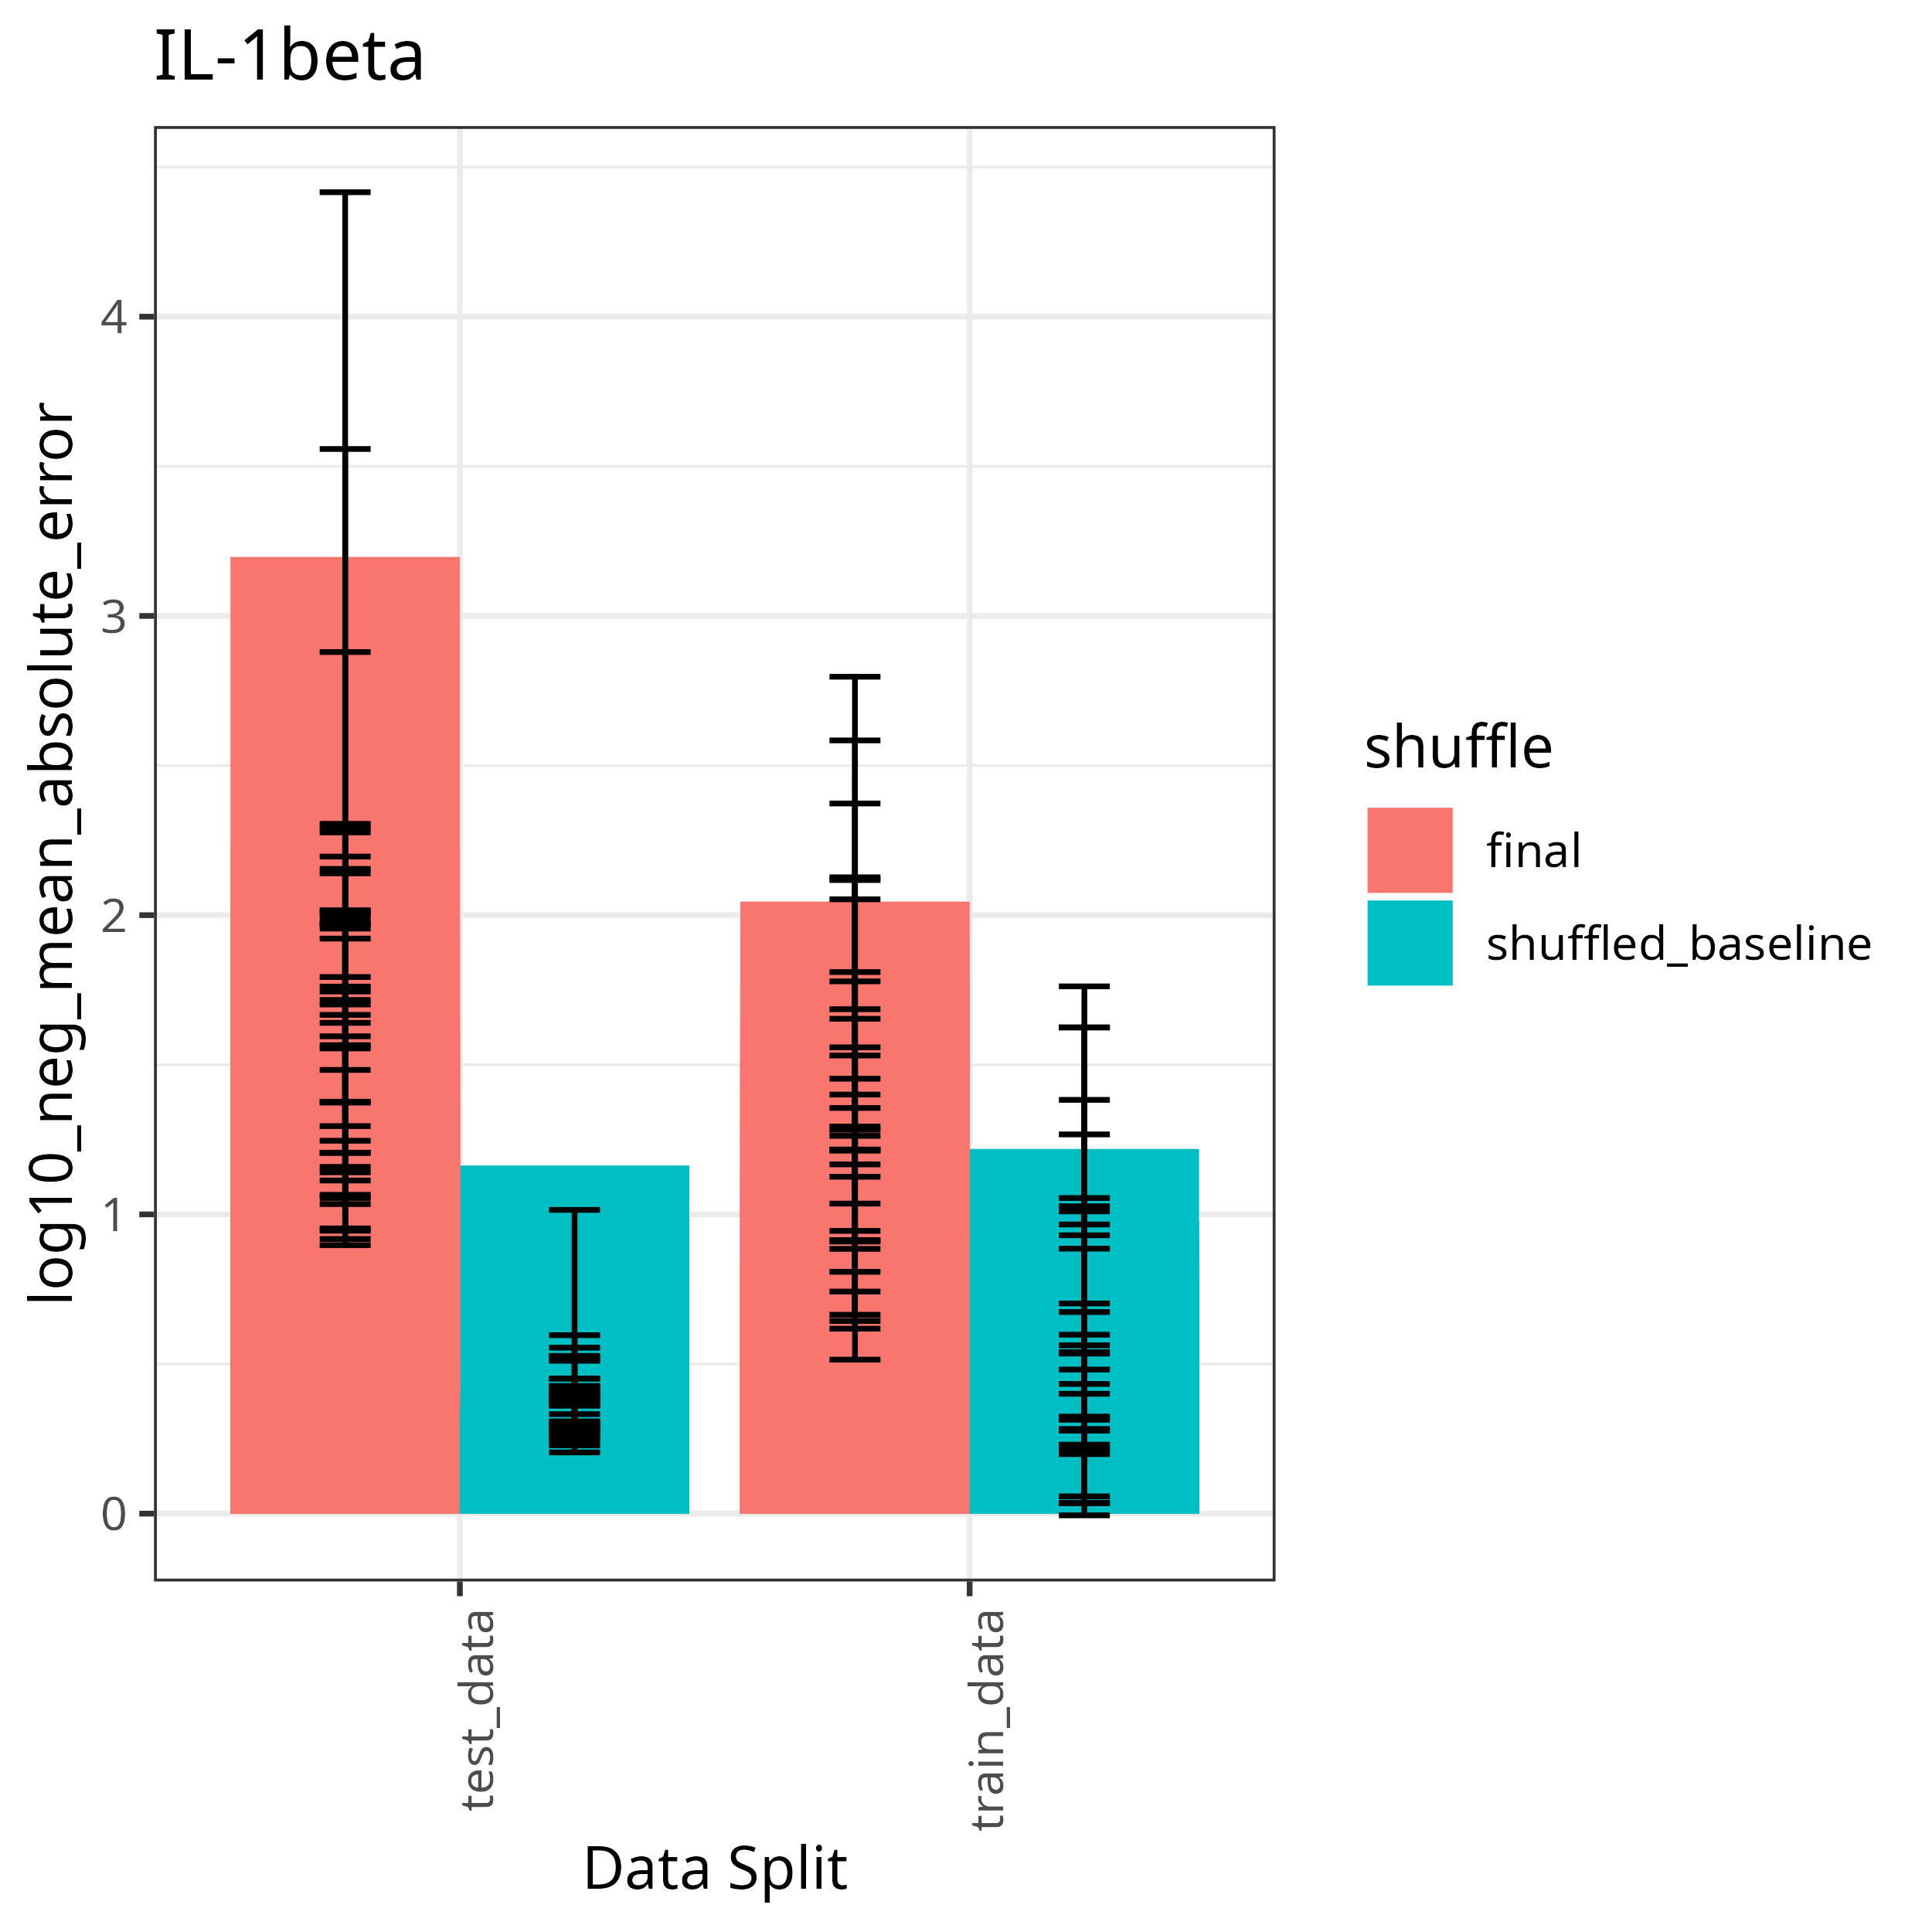 IL-1beta
log10_neg_mean_absolute_error
4
3
2
1
0
test_data
train_data
Data Split
shuffle
final
shuffled_baseline